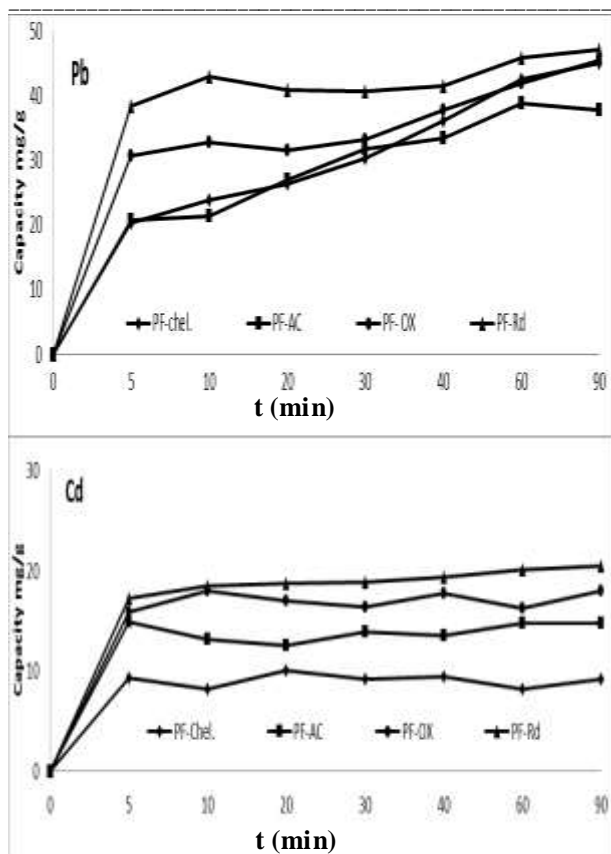 50
Pb
40
30
20
10
0
Capacity mg/g
PF-chel. PF-AC PF-OX PF-Rd
0 5 10 20 30 40 60 90
t (min)
30
Cd
20
10
0
Capacity mg/g
PF-Chel. PF-AC PF-OX PF-Rd
0 5 10 20 30 40 60 90
t (min)